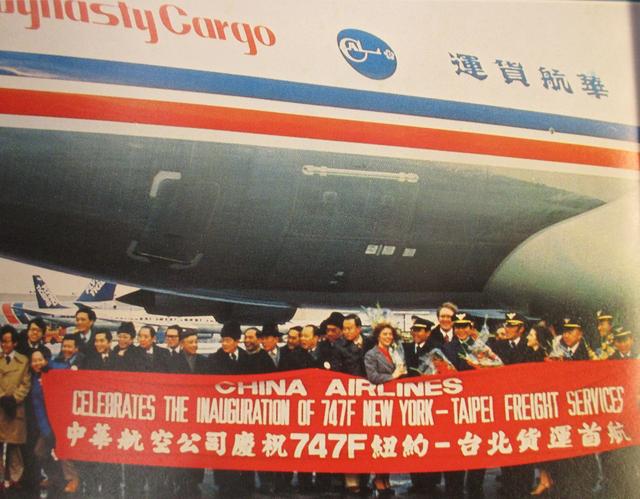 Dynasty Cargo
運貨航華
CHINA AIRLINES
CELEBRATES THE INAUGURATION OF 747F NEW YORK – TAIPEI FREIGHT SERVICES
中華航空公司慶祝747F紐約－台北貨運首航